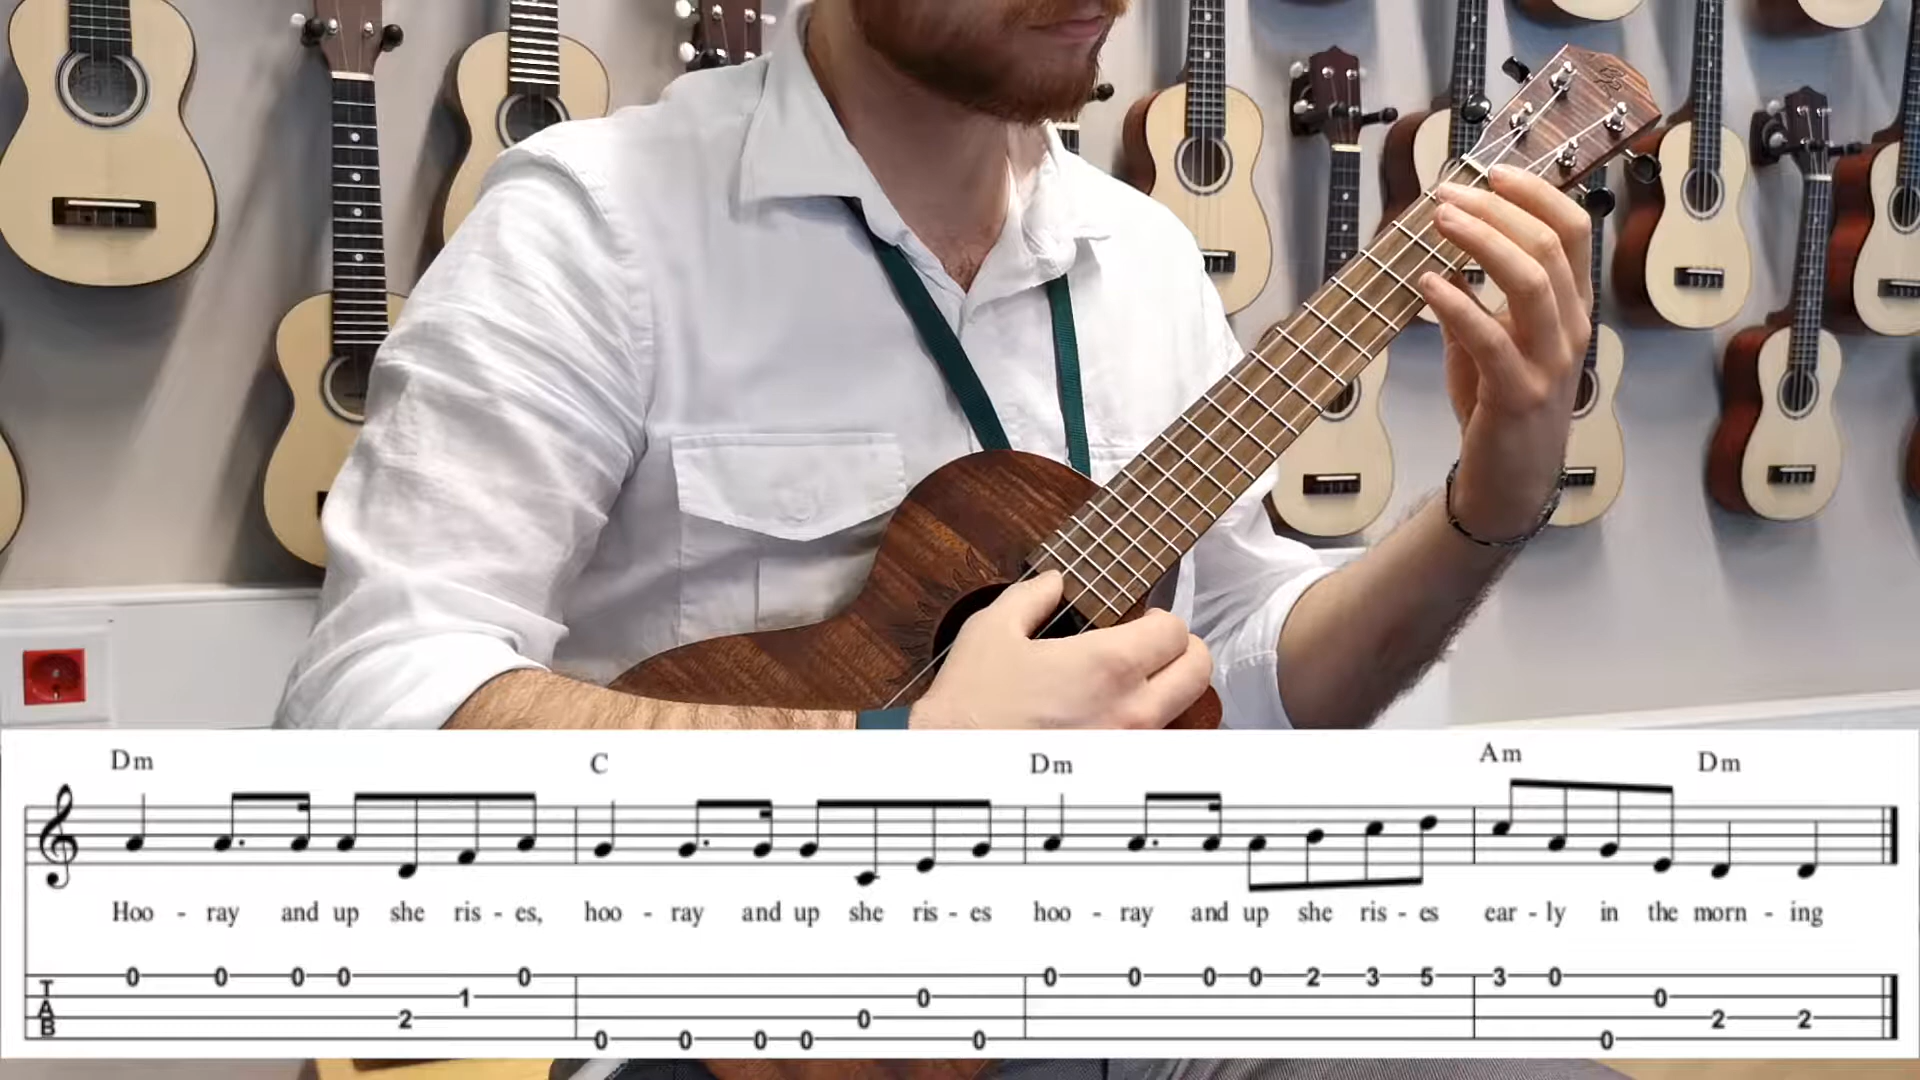 Dm C Dm Am Dm
Hoo - ray and up she ris - es, hoo - ray and up she ris - es hoo - ray and up she ris - es ear - ly in the morn - ing
0 0 0 0 0 0 0 0 0 2 3 5 3 0
T 1 0 0
A 2 0 2 2
B 0 0 0 0 0 0